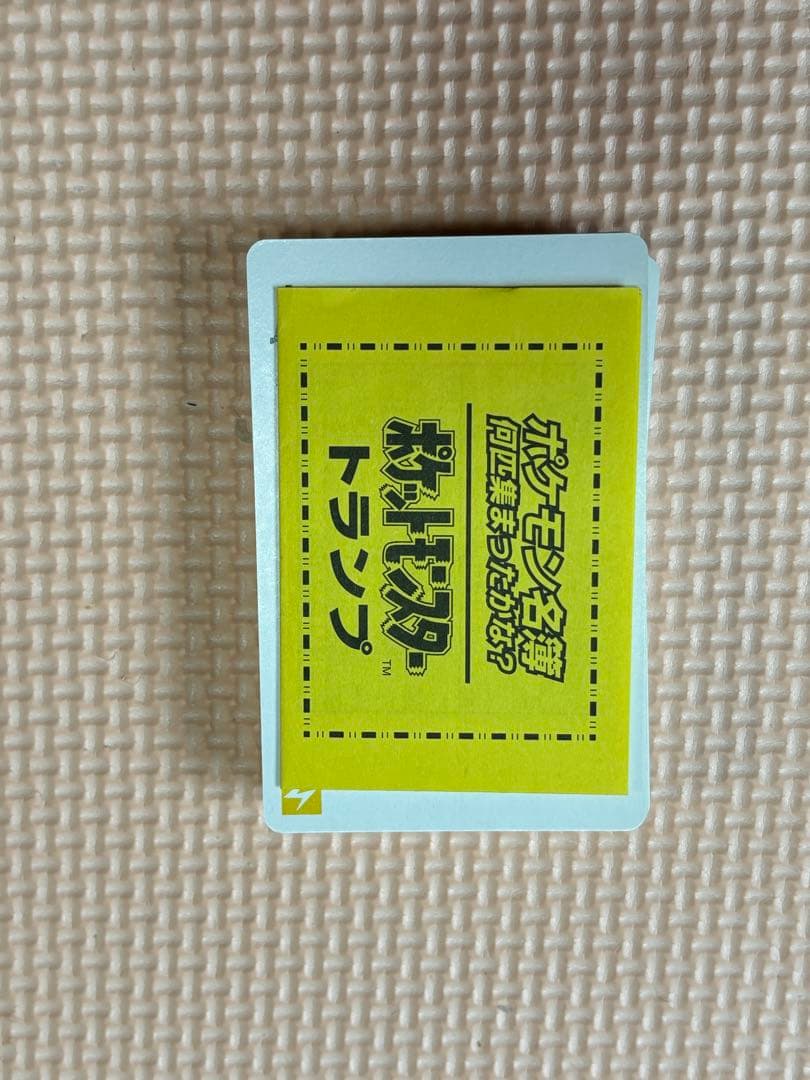 ポケモン名簿
何匹集まったかな?
ポケットモンスター
TM
トランプ